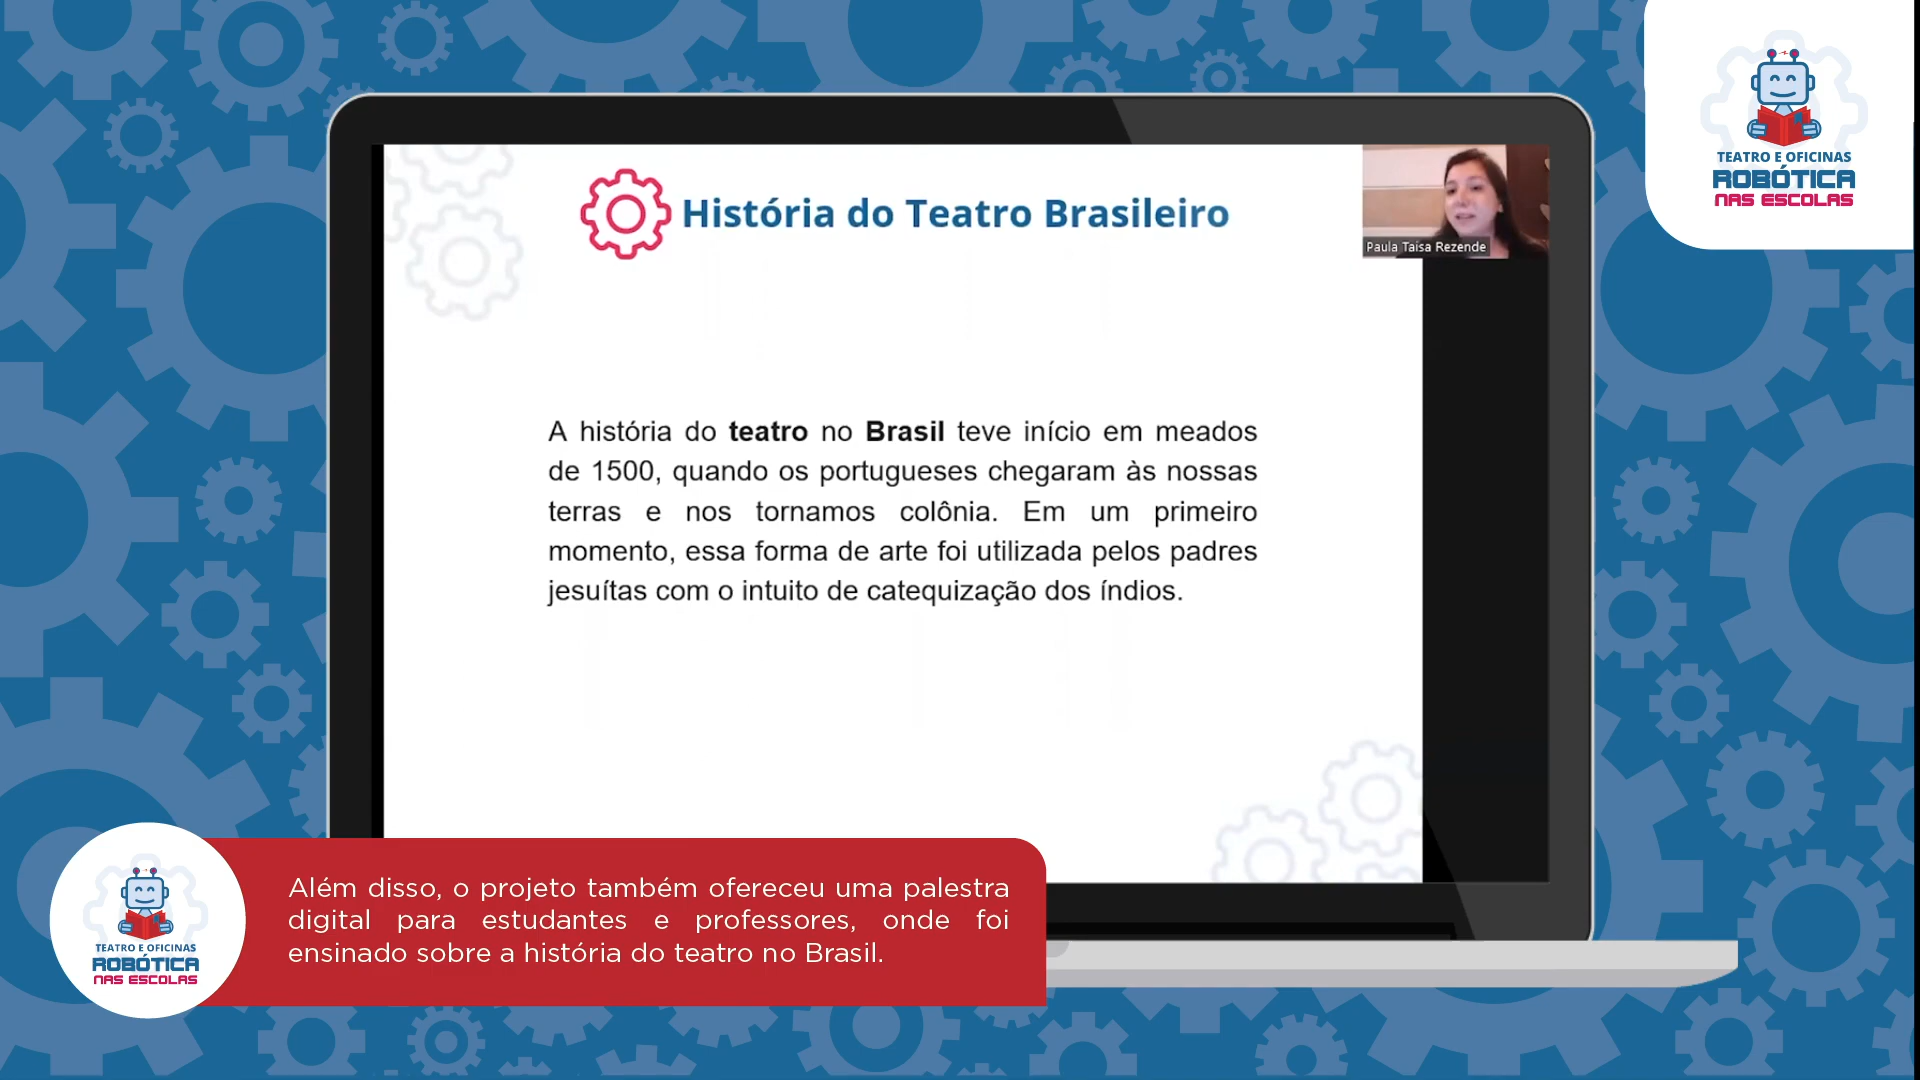 TEATRO E OFICINAS
ROBÓTICA
NAS ESCOLAS
História do Teatro Brasileiro
Paula Taisa Rezende
A história do teatro no Brasil teve início em meados
de 1500, quando os portugueses chegaram às nossas
terras e nos tornamos colônia. Em um primeiro
momento, essa forma de arte foi utilizada pelos padres
jesuítas com o intuito de catequização dos índios.
Além disso, o projeto também ofereceu uma palestra
digital para estudantes e professores, onde foi
ensinado sobre a história do teatro no Brasil.
TEATRO E OFICINAS
ROBÓTICA
NAS ESCOLAS